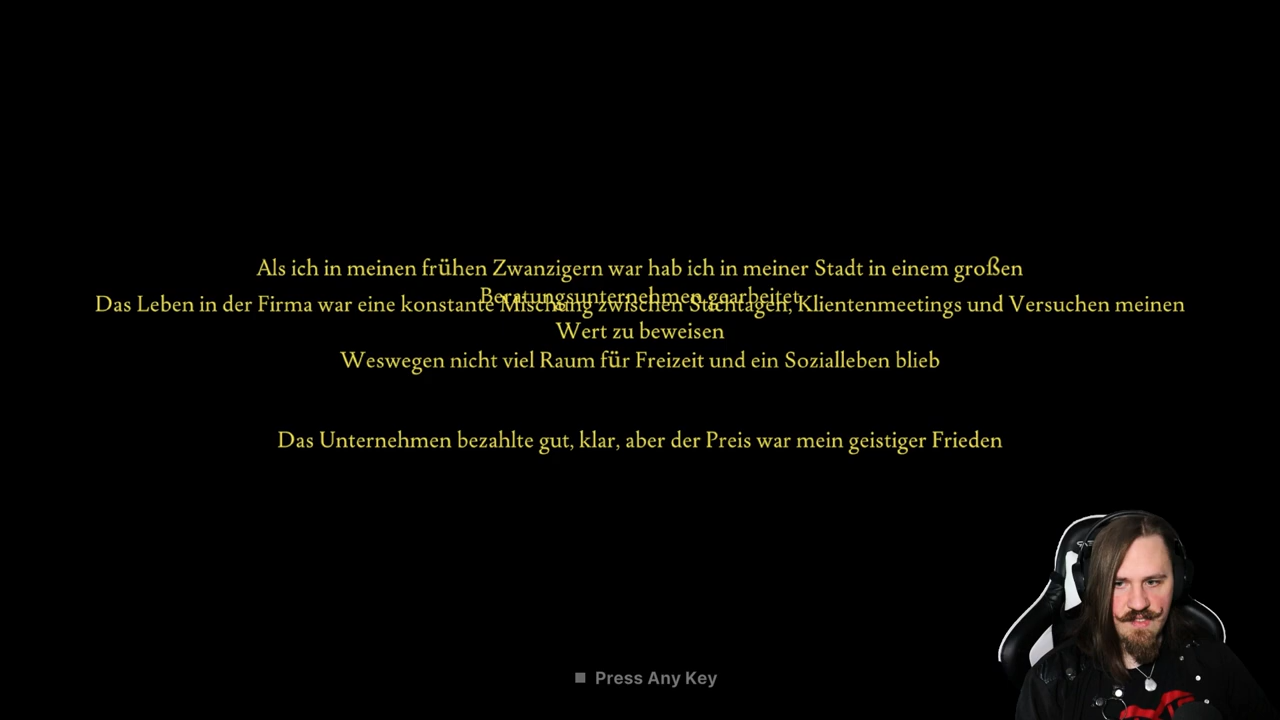 Als ich in meinen frühen Zwanzigern war hab ich in meiner Stadt in einem großen
Beratungsunternehmen gearbeitet
Das Leben in der Firma war eine konstante Mischung zwischen Stichtagen, Klientenmeetings und Versuchen meinen
Wert zu beweisen
Weswegen nicht viel Raum für Freizeit und ein Sozialleben blieb
Das Unternehmen bezahlte gut, klar, aber der Preis war mein geistiger Frieden
Press Any Key